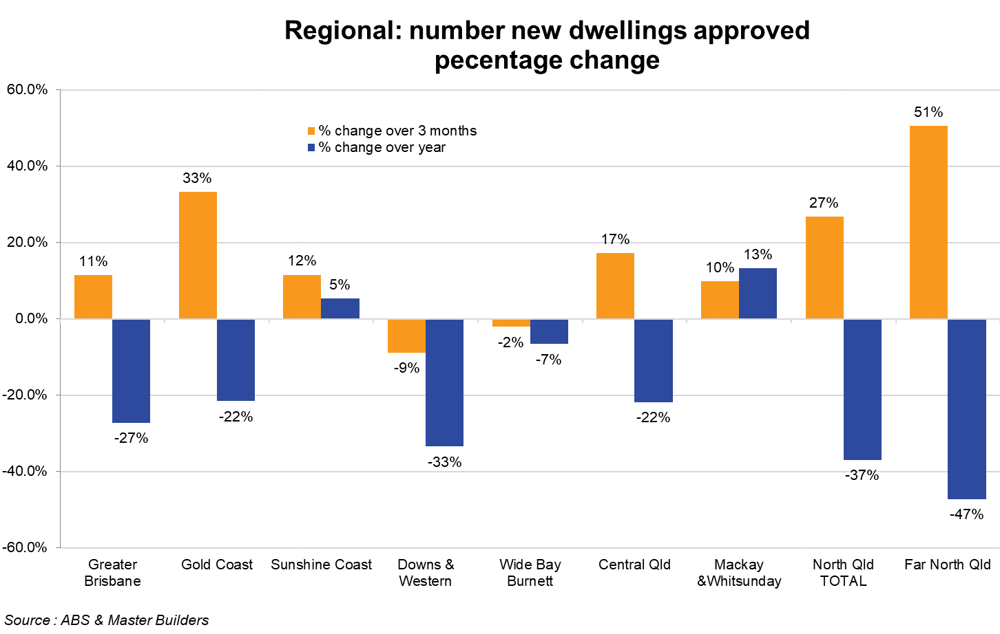 Regional: number new dwellings approved
pecentage change
60.0%
40.0%
20.0%
0.0%
-20.0%
-40.0%
-60.0%
% change over 3 months
% change over year
11%
-27%
33%
-22%
12%
5%
-9%
-33%
-2%
-7%
17%
-22%
10%
13%
27%
-37%
51%
-47%
Greater
Brisbane
Gold Coast
Sunshine Coast
Downs &
Western
Wide Bay
Burnett
Central Qld
Mackay
&Whitsunday
North Qld
TOTAL
Far North Qld
Source : ABS & Master Builders